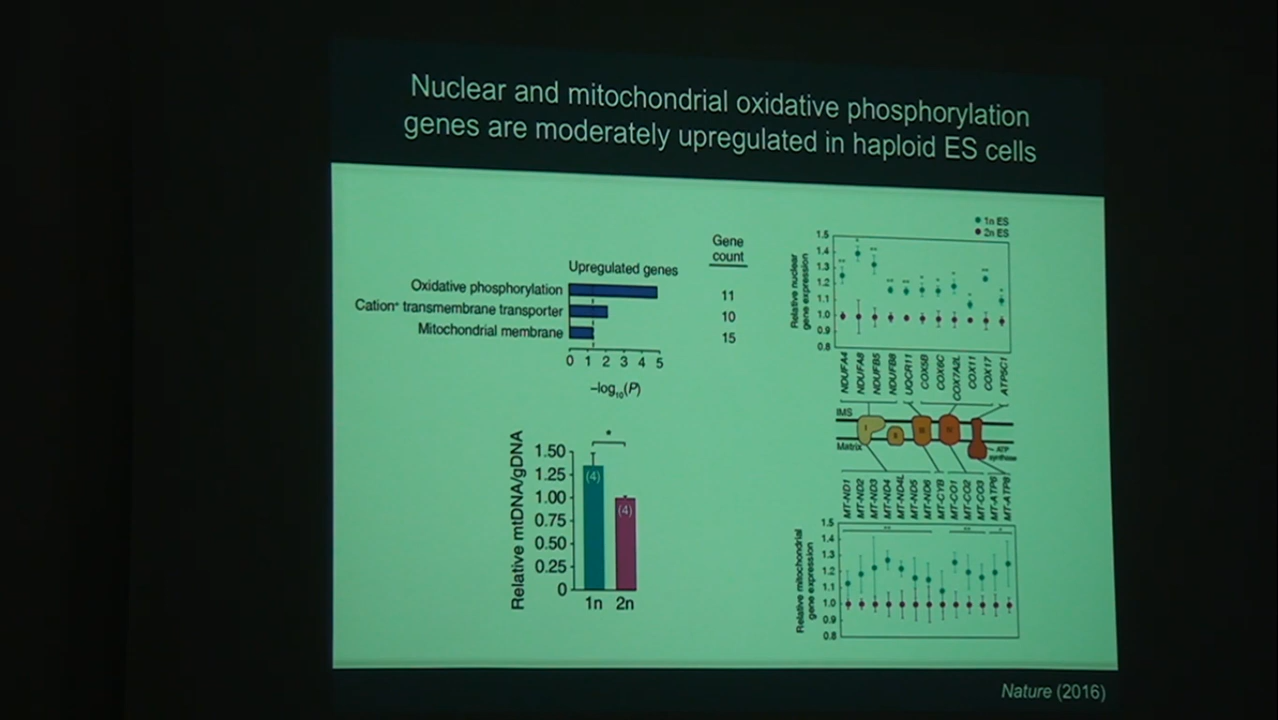 Nuclear and mitochondrial oxidative phosphorylation
genes are moderately upregulated in haploid ES cells
Upregulated genes
Gene
count
Oxidative phosphorylation
11
Cation⁺ transmembrane transporter
10
Mitochondrial membrane
15
0 1 2 3 4 5
–log₁₀(P)
Relative mtDNA/gDNA
1.50
1.25
1.00
0.75
0.50
0.25
0
*
(4)
(4)
1n 2n
1n ES
2n ES
Relative nuclear
gene expression
1.5
1.4
1.3
1.2
1.1
1.0
0.9
0.8
** * ** ** ** * * * * ** *
NDUFA4
NDUFA8
NDUFB5
NDUFB8
UQCR11
COX5B
COX6C
COX7A2L
COX11
COX17
ATP5C1
IMS
Matrix
I II III IV
ATP
synthase
MT-ND1
MT-ND2
MT-ND3
MT-ND4
MT-ND4L
MT-ND5
MT-ND6
MT-CYB
MT-CO1
MT-CO2
MT-CO3
MT-ATP6
MT-ATP8
Relative mitochondrial
gene expression
1.5
1.4
1.3
1.2
1.1
1.0
0.9
0.8
** ** *
Nature (2016)